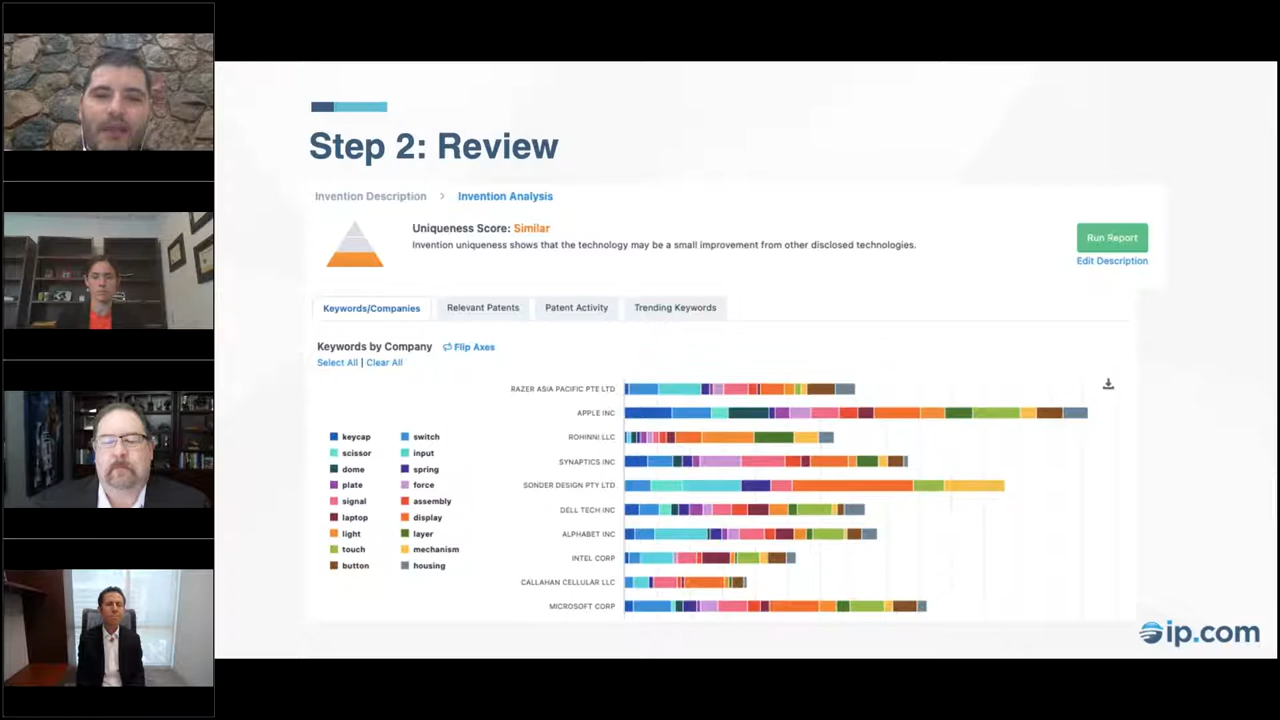 Step 2: Review
Invention Description > Invention Analysis
Uniqueness Score: Similar
Invention uniqueness shows that the technology may be a small improvement from other disclosed technologies.
Run Report
Edit Description
Keywords/Companies Relevant Patents Patent Activity Trending Keywords
Keywords by Company Flip Axes
Select All | Clear All
keycap switch
scissor input
dome spring
plate force
signal assembly
laptop display
light layer
touch mechanism
button housing
RAZER ASIA PACIFIC PTE LTD
APPLE INC
ROHINNI LLC
SYNAPTICS INC
SONDER DESIGN PTY LTD
DELL TECH INC
ALPHABET INC
INTEL CORP
CALLAHAN CELLULAR LLC
MICROSOFT CORP
ip.com